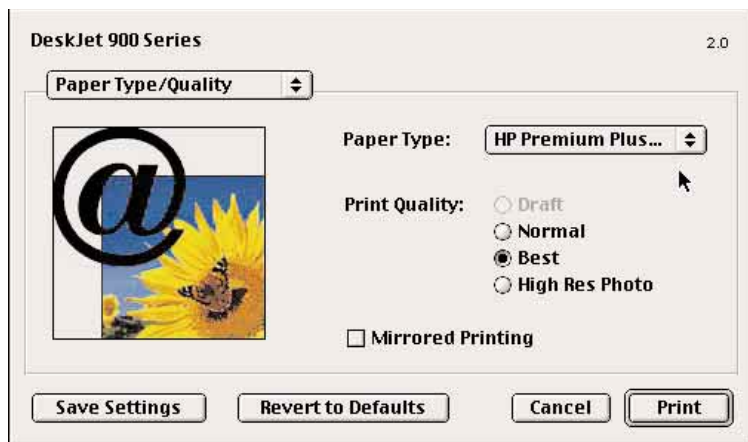 DeskJet 900 Series
2.0
Paper Type/Quality
@
Paper Type: HP Premium Plus...
Print Quality: Draft
Normal
Best
High Res Photo
Mirrored Printing
Save Settings Revert to Defaults Cancel Print